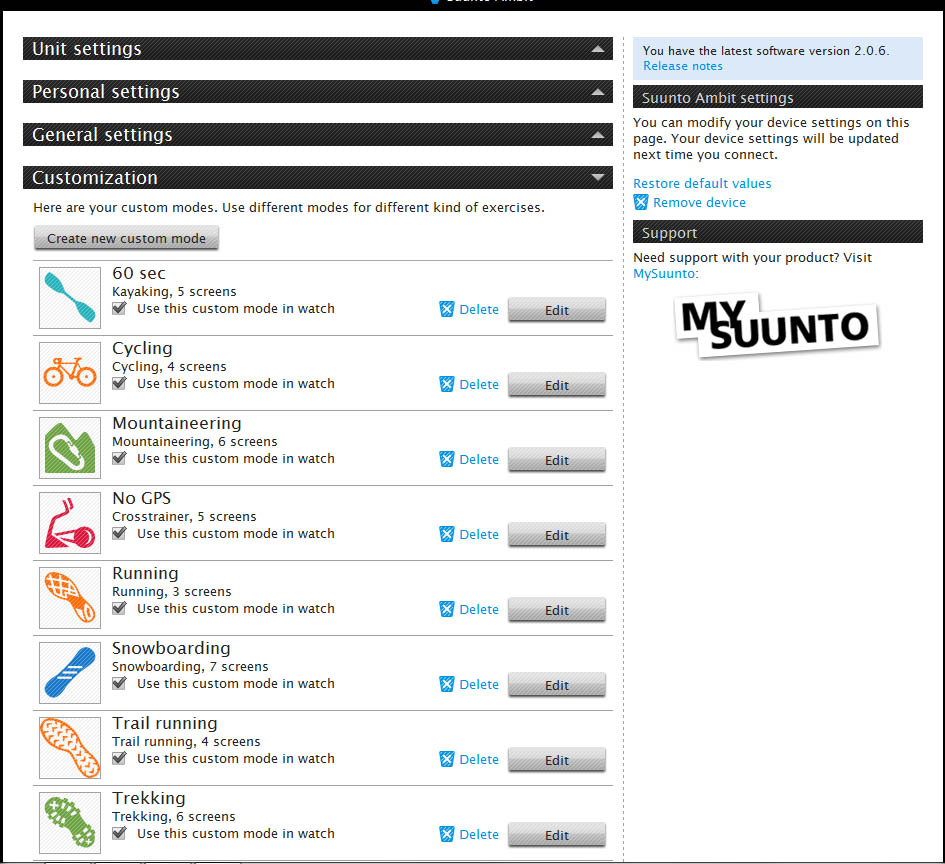 Suunto Ambit
Unit settings
Personal settings
General settings
Customization
Here are your custom modes. Use different modes for different kind of exercises.
Create new custom mode
60 sec
Kayaking, 5 screens
Use this custom mode in watch
Delete
Edit
Cycling
Cycling, 4 screens
Use this custom mode in watch
Delete
Edit
Mountaineering
Mountaineering, 6 screens
Use this custom mode in watch
Delete
Edit
No GPS
Crosstrainer, 5 screens
Use this custom mode in watch
Delete
Edit
Running
Running, 3 screens
Use this custom mode in watch
Delete
Edit
Snowboarding
Snowboarding, 7 screens
Use this custom mode in watch
Delete
Edit
Trail running
Trail running, 4 screens
Use this custom mode in watch
Delete
Edit
Trekking
Trekking, 6 screens
Use this custom mode in watch
Delete
Edit
You have the latest software version 2.0.6.
Release notes
Suunto Ambit settings
You can modify your device settings on this
page. Your device settings will be updated
next time you connect.
Restore default values
Remove device
Support
Need support with your product? Visit
MySuunto:
MY
SUUNTO